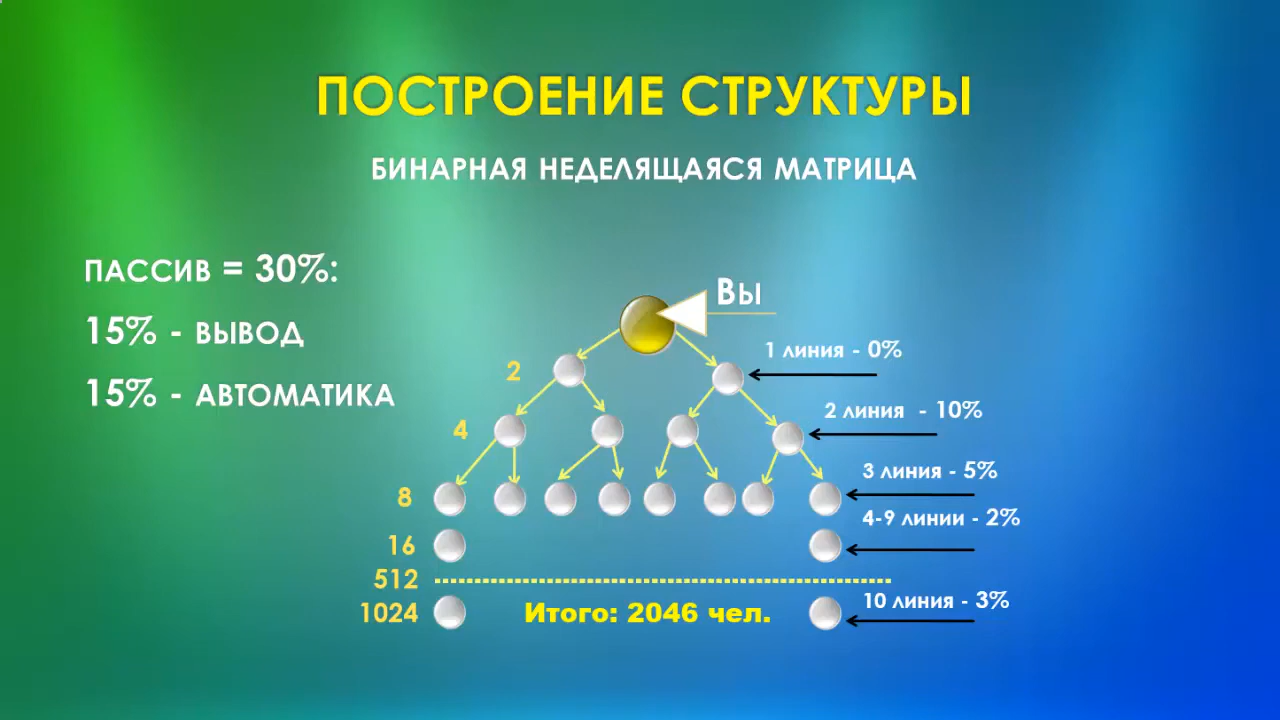 ПОСТРОЕНИЕ СТРУКТУРЫ
БИНАРНАЯ НЕДЕЛЯЩАЯСЯ МАТРИЦА
ПАССИВ = 30%:
15% - ВЫВОД
15% - АВТОМАТИКА
Вы
1 линия - 0%
2
2 линия - 10%
4
3 линия - 5%
8
4-9 линии - 2%
16
512
10 линия - 3%
1024
Итого: 2046 чел.